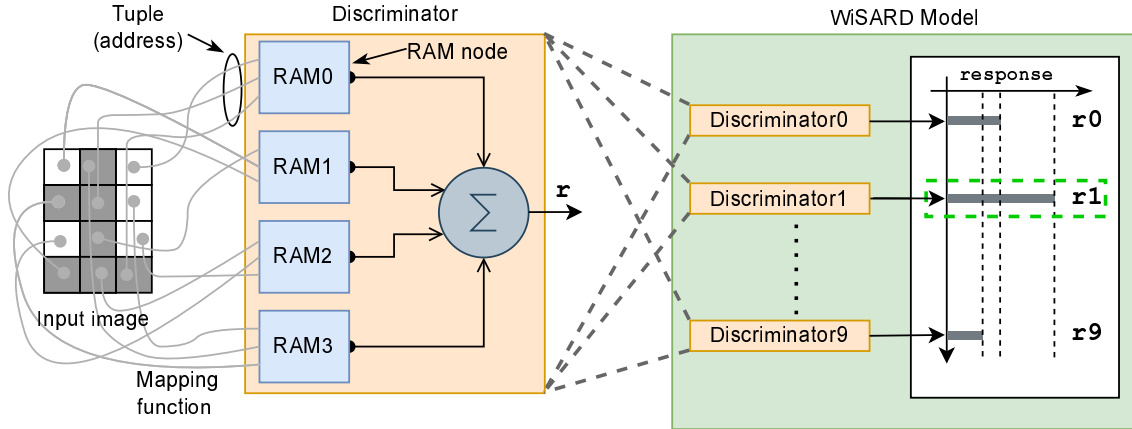 Tuple
(address)
Discriminator
RAM node
RAM0
RAM1
RAM2
RAM3
Σ
r
Input image
Mapping
function
WiSARD Model
response
Discriminator0
r0
Discriminator1
r1
Discriminator9
r9